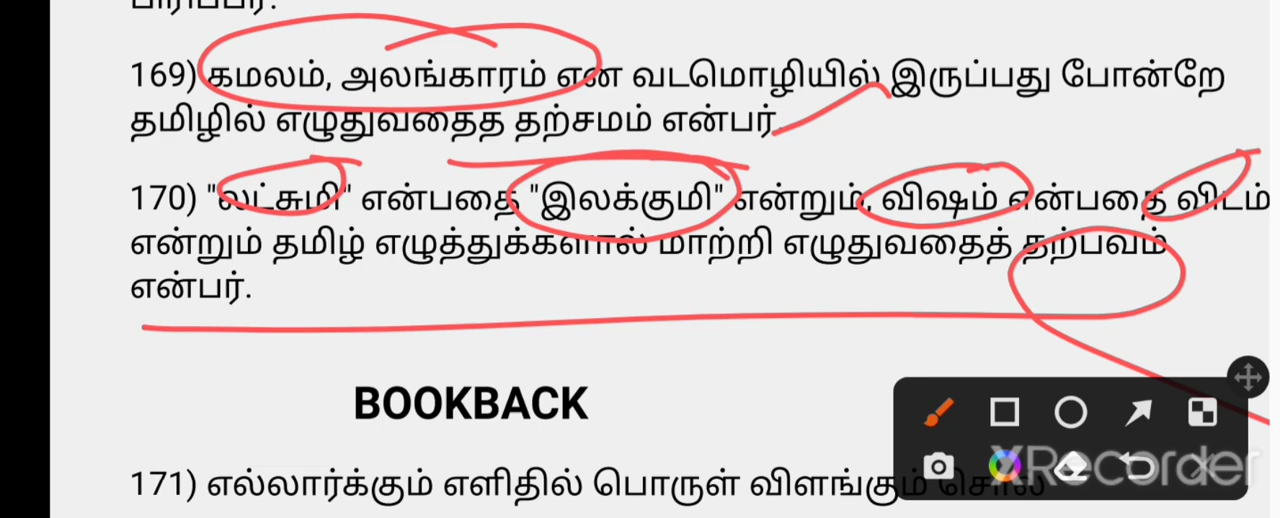 169) கமலம், அலங்காரம் என வடமொழியில் இருப்பது போன்றே
தமிழில் எழுதுவதைத தற்சமம் என்பர்.
170) "லட்சுமி" என்பதை "இலக்குமி" என்றும், விஷம் என்பதை விடம்
என்றும் தமிழ் எழுத்துக்களால் மாற்றி எழுதுவதைத் தற்பவம்
என்பர்.
BOOKBACK
171) எல்லார்க்கும் எளிதில் பொருள் விளங்கும் சொல்
XRecorder